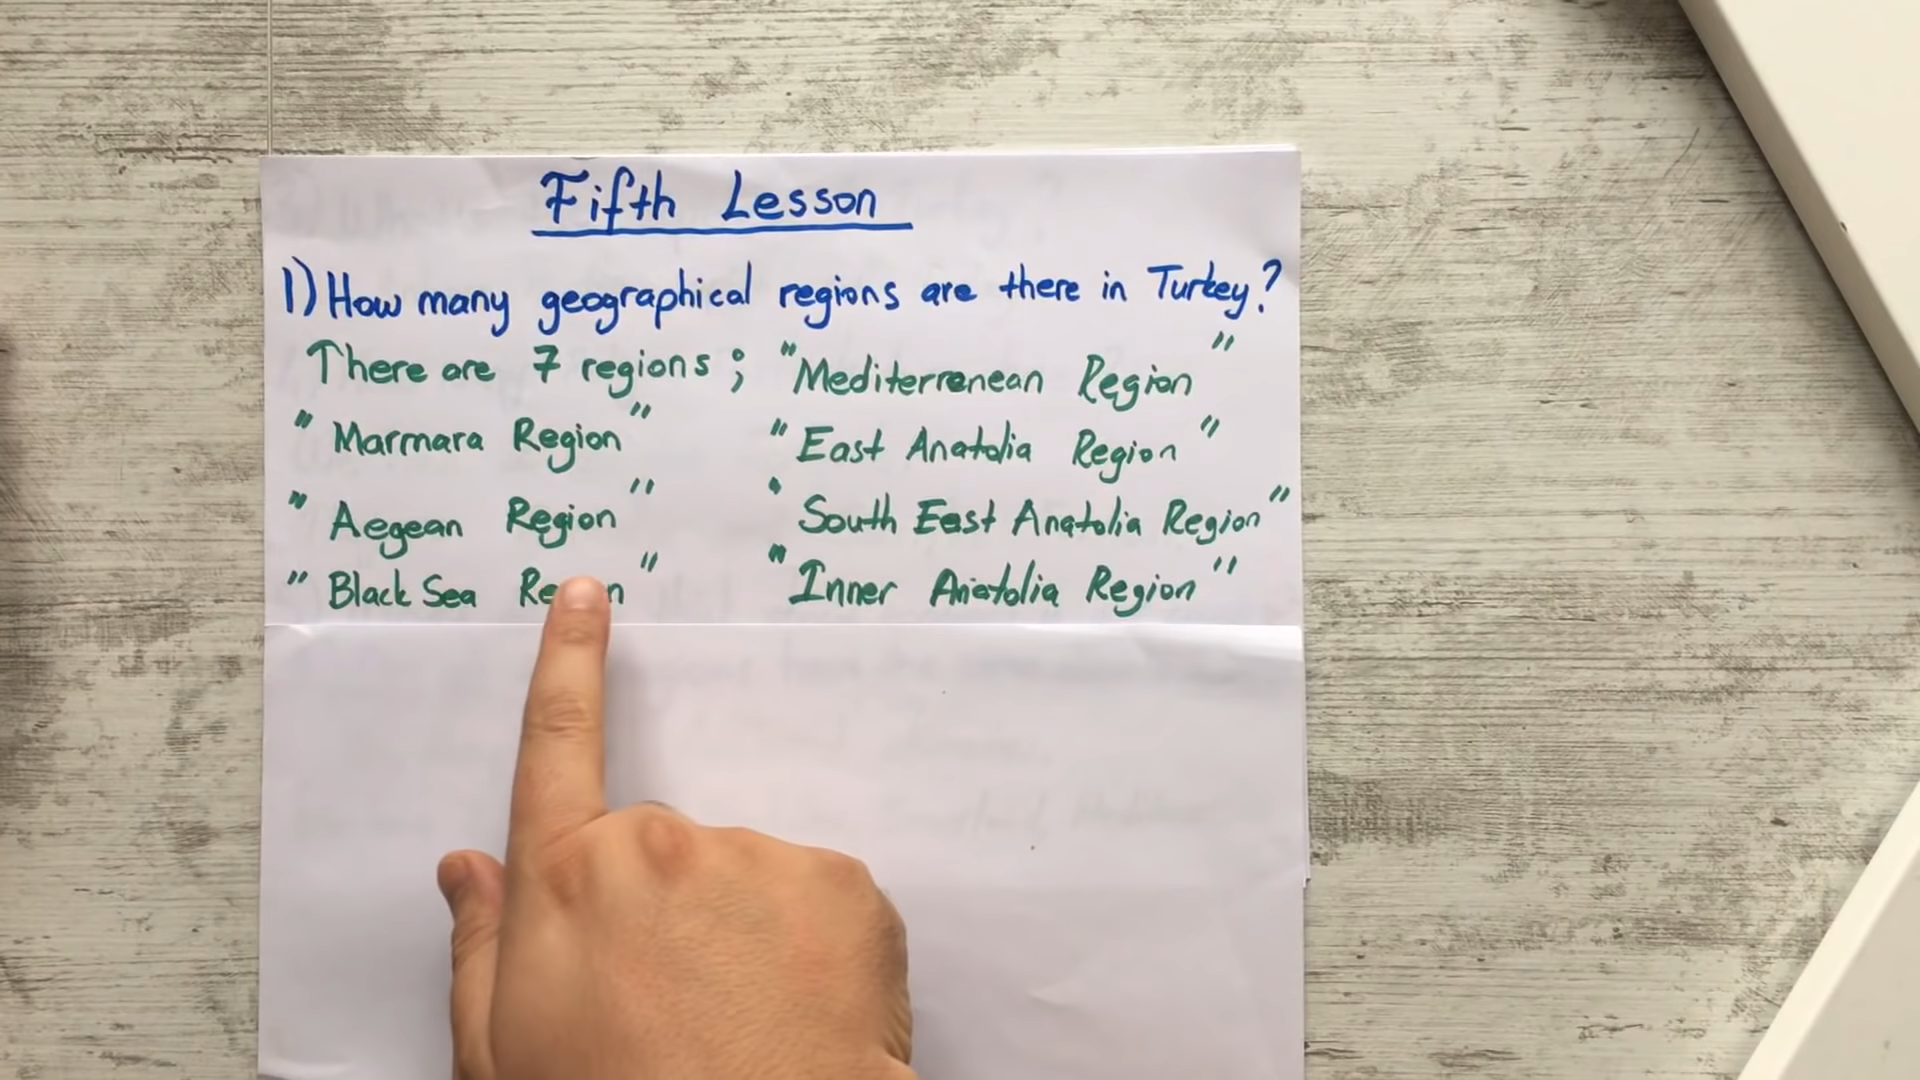 Fifth Lesson
1) How many geographical regions are there in Turkey?
There are 7 regions; "Mediterranean Region"
"Marmara Region" "East Anatolia Region"
"Aegean Region" "South East Anatolia Region"
"Black Sea "Inner Anatolia Region"